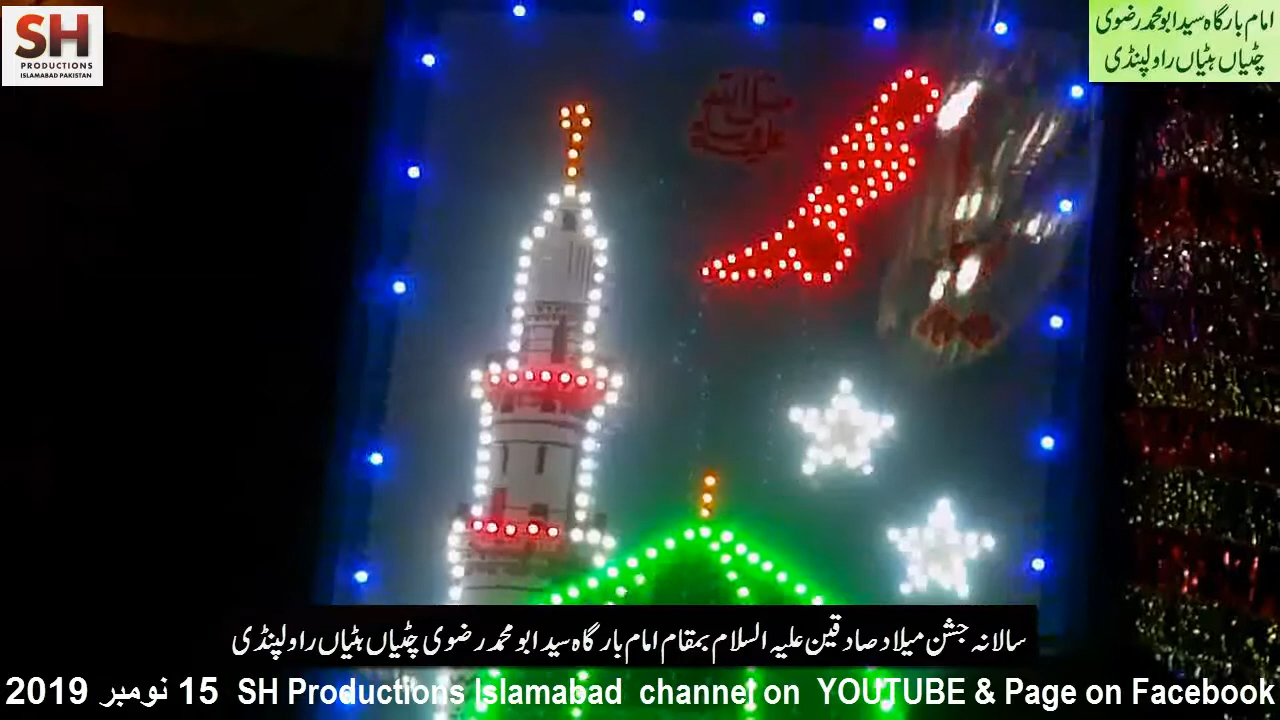 SH
PRODUCTIONS
ISLAMABAD PAKISTAN
امام بارگاہ سید ابو محمد رضوی
چٹیاں ہٹیاں راولپنڈی
سالانہ جشن میلاد صادقین علیہ السلام بمقام امام بارگاہ سید ابو محمد رضوی چٹیاں ہٹیاں راولپنڈی
15 نومبر 2019 SH Productions Islamabad channel on YOUTUBE & Page on Facebook